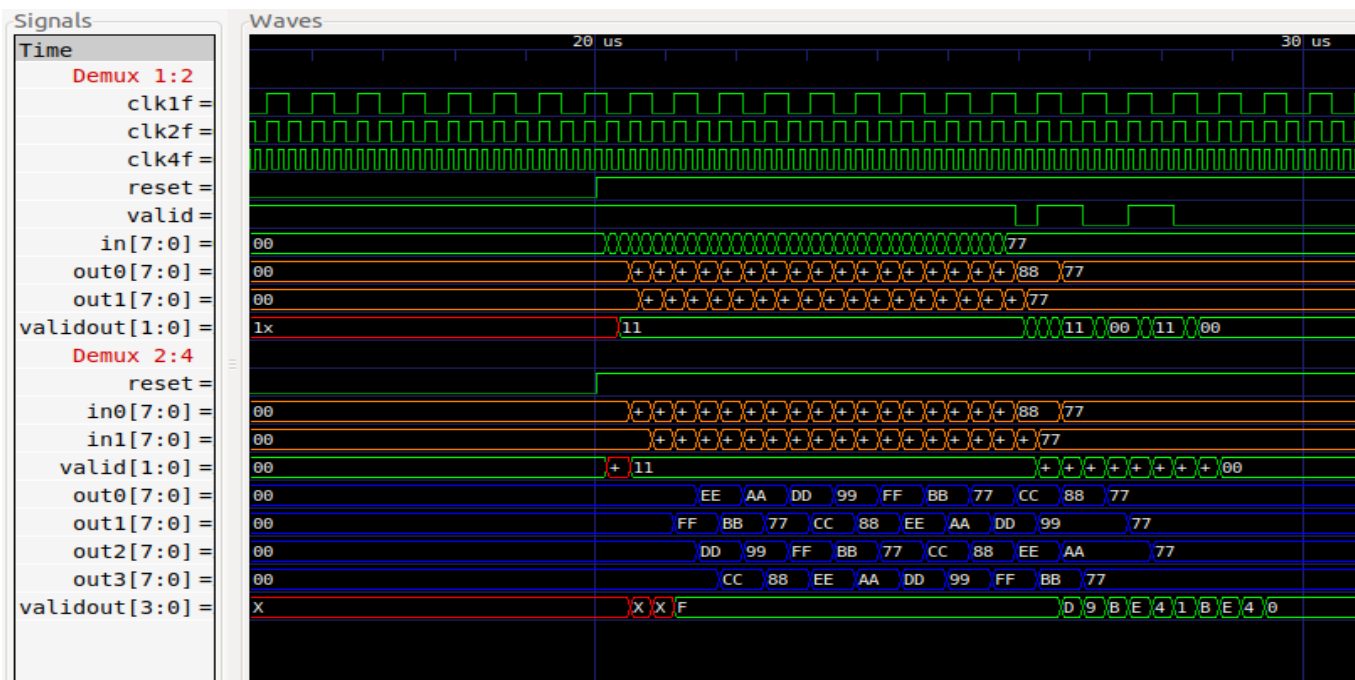 Signals Waves
Time 20 us 30 us
Demux 1:2
clk1f =
clk2f =
clk4f =
reset =
valid =
in[7:0] = 00 77
out0[7:0] = 00 + + + + + + + + + + + + + + + + + 88 77
out1[7:0] = 00 + + + + + + + + + + + + + + + + + 77
validout[1:0] = 1x 11 11 00 11 00
Demux 2:4
reset =
in0[7:0] = 00 + + + + + + + + + + + + + + + + + 88 77
in1[7:0] = 00 + + + + + + + + + + + + + + + + + 77
valid[1:0] = 00 + 11 + + + + + + + + 00
out0[7:0] = 00 EE AA DD 99 FF BB 77 CC 88 77
out1[7:0] = 00 FF BB 77 CC 88 EE AA DD 99 77
out2[7:0] = 00 DD 99 FF BB 77 CC 88 EE AA 77
out3[7:0] = 00 CC 88 EE AA DD 99 FF BB 77
validout[3:0] = X X X F D 9 B E 4 1 B E 4 0